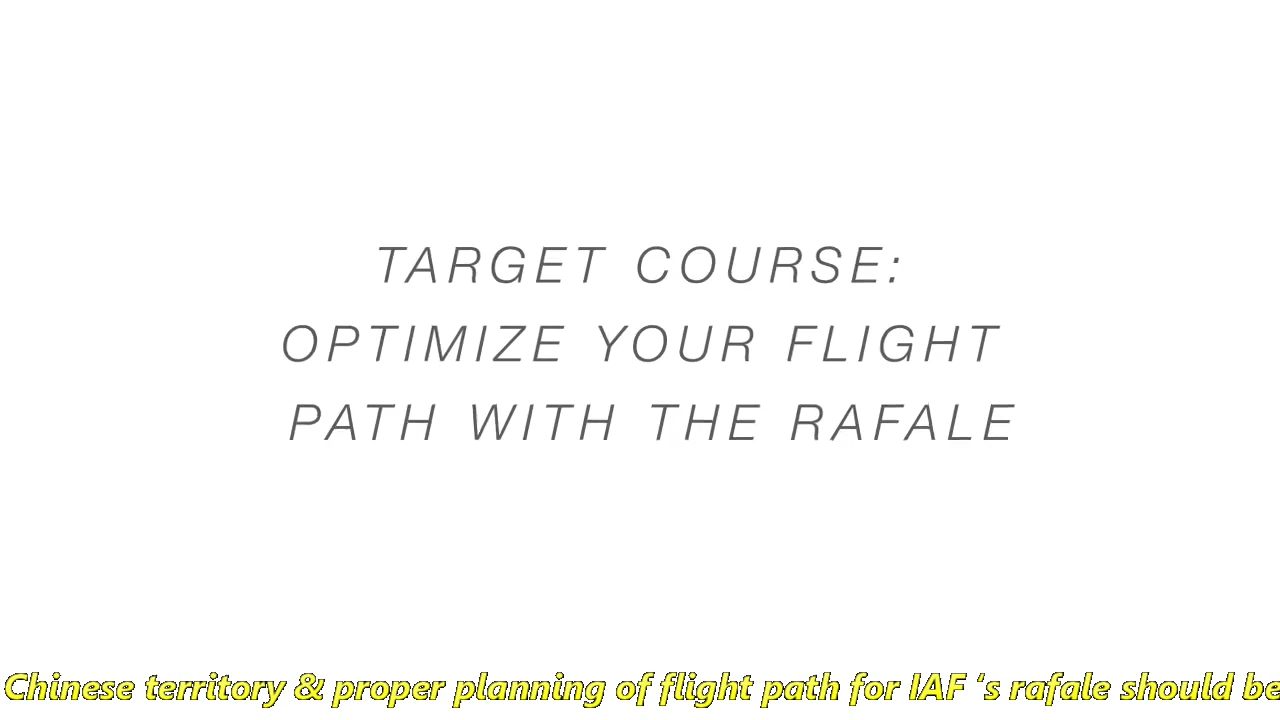 TARGET COURSE:
OPTIMIZE YOUR FLIGHT
PATH WITH THE RAFALE
Chinese territory & proper planning of flight path for IAF ‘s rafale should be